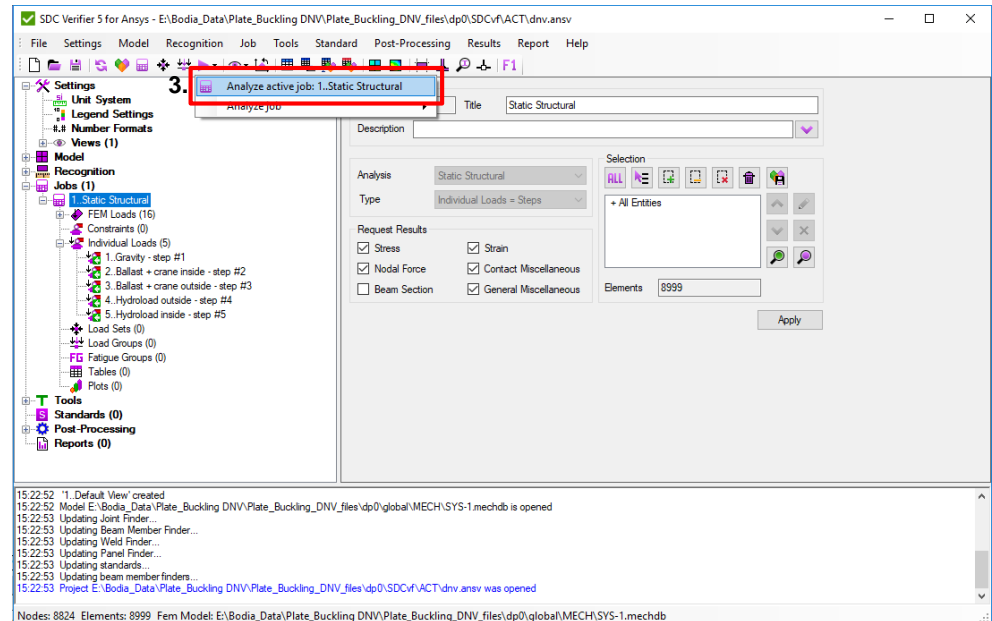 SDC Verifier 5 for Ansys - E:\Bodia_Data\Plate_Buckling DNV\Plate_Buckling_DNV_files\dp0\SDCvf\ACT\dnv.ansv
File Settings Model Recognition Job Tools Standard Post-Processing Results Report Help
F1
3. Analyze active job: 1..Static Structural
Analyze job
Settings
Unit System
Legend Settings
#.# Number Formats
Views (1)
Model
Recognition
Jobs (1)
1..Static Structural
FEM Loads (16)
Constraints (0)
Individual Loads (5)
1..Gravity - step #1
2..Ballast + crane inside - step #2
3..Ballast + crane outside - step #3
4..Hydroload outside - step #4
5..Hydroload inside - step #5
Load Sets (0)
Load Groups (0)
FG Fatigue Groups (0)
Tables (0)
Plots (0)
T Tools
S Standards (0)
Post-Processing
Reports (0)
Title Static Structural
Description
Analysis Static Structural
Type Individual Loads = Steps
Request Results
Stress Strain
Nodal Force Contact Miscellaneous
Beam Section General Miscellaneous
Selection
ALL
+ All Entities
Elements 8999
Apply
15:22:52 '1..Default View' created
15:22:52 Model E:\Bodia_Data\Plate_Buckling DNV\Plate_Buckling_DNV_files\dp0\global\MECH\SYS-1.mechdb is opened
15:22:53 Updating Joint Finder...
15:22:53 Updating Beam Member Finder...
15:22:53 Updating Weld Finder...
15:22:53 Updating Panel Finder...
15:22:53 Updating standards...
15:22:53 Updating beam member finders...
15:22:53 Project E:\Bodia_Data\Plate_Buckling DNV\Plate_Buckling_DNV_files\dp0\SDCvf\ACT\dnv.ansv was opened
Nodes: 8824 Elements: 8999 Fem Model: E:\Bodia_Data\Plate_Buckling DNV\Plate_Buckling_DNV_files\dp0\global\MECH\SYS-1.mechdb